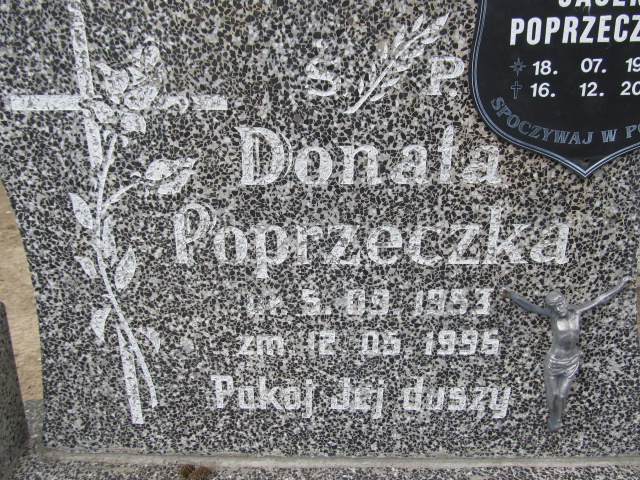 Ś P.
Donata
Poprzeczka
ur. 5. 09. 1953
zm 12 05. 1996
Pokój Jej duszy
POPRZECZ
18. 07. 19
16. 12. 20
SPOCZYWAJ W PO